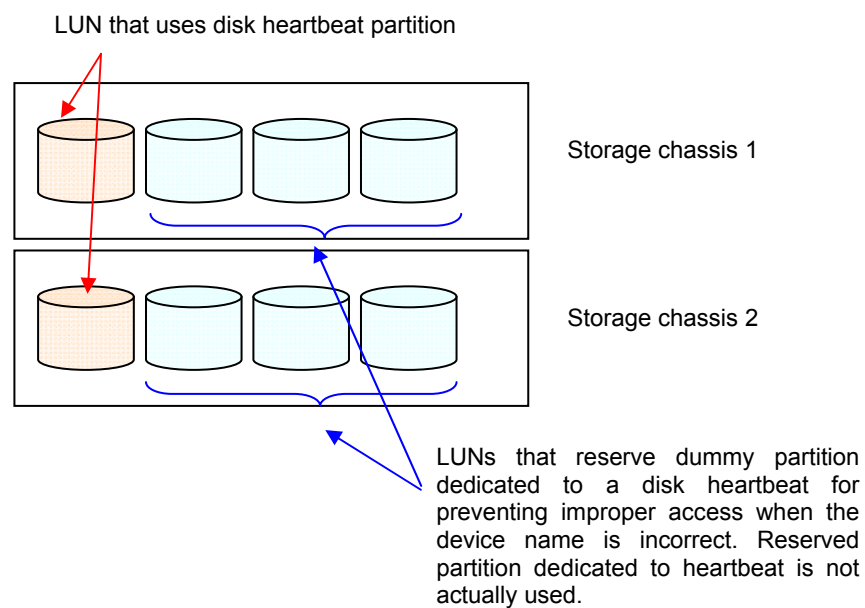 LUN that uses disk heartbeat partition
Storage chassis 1
Storage chassis 2
LUNs that reserve dummy partition
dedicated to a disk heartbeat for
preventing improper access when the
device name is incorrect. Reserved
partition dedicated to heartbeat is not
actually used.